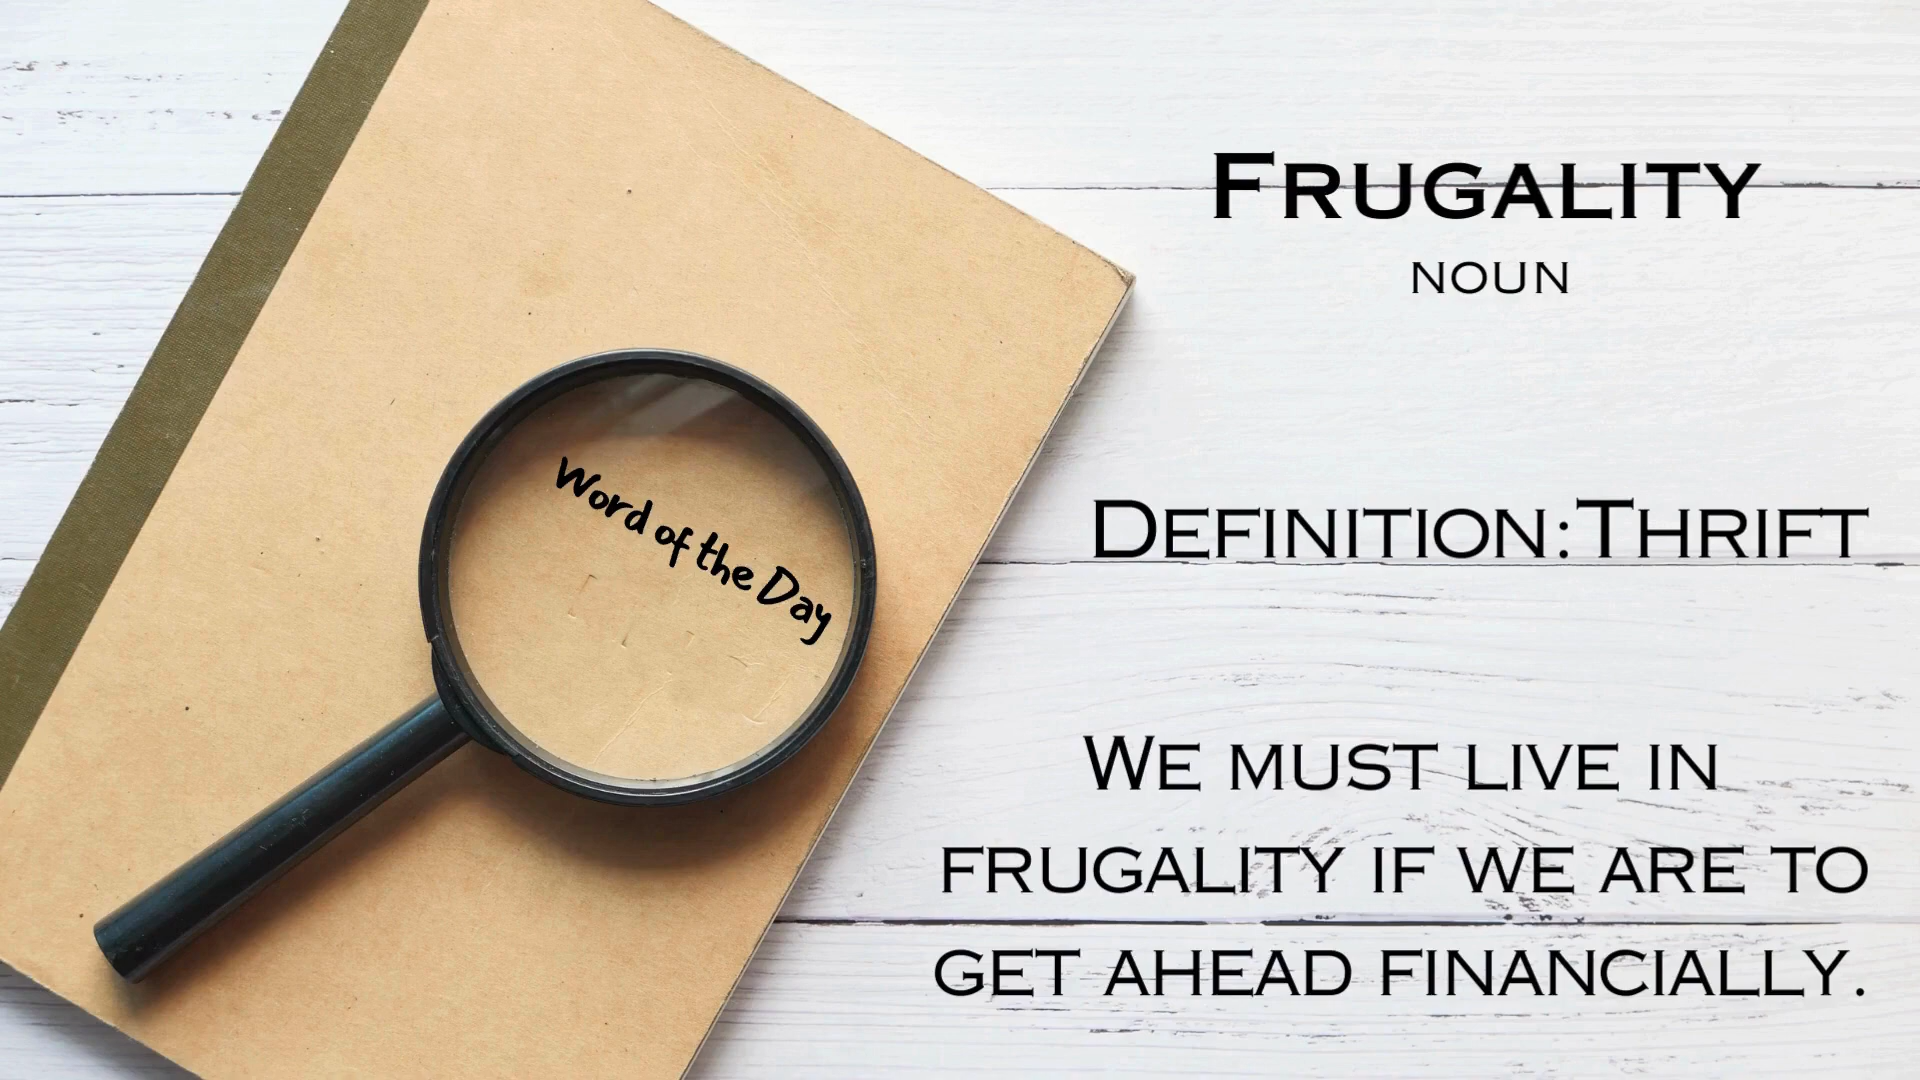 Frugality
noun
Definition: Thrift
Word of the Day
We must live in
frugality if we are to
get ahead financially.